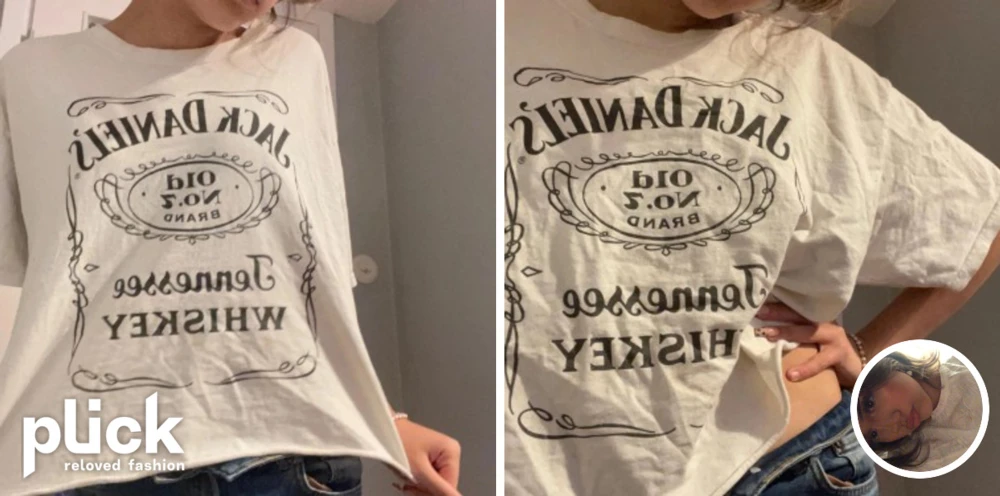 JACK DANIEL'S
Old
No.7
BRAND
Tennessee
WHISKEY
plick
reloved fashion
JACK DANIEL'S
Old
No.7
BRAND
Tennessee
HISKEY